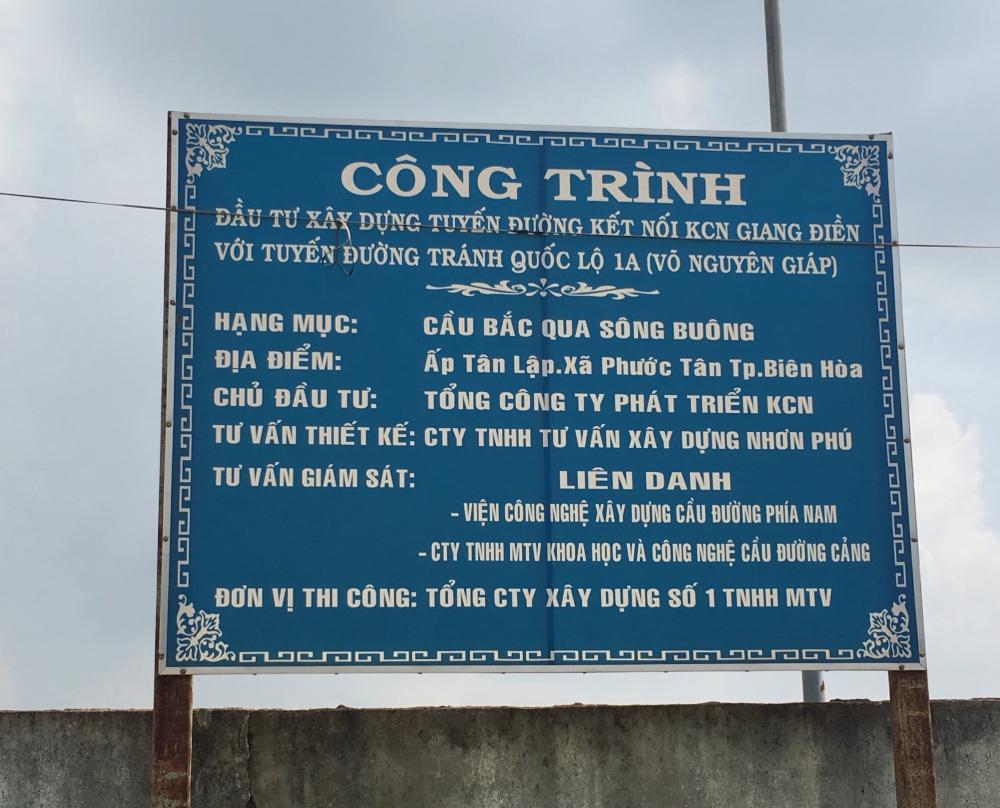 CÔNG TRÌNH
ĐẦU TƯ XÂY DỰNG TUYẾN ĐƯỜNG KẾT NỐI KCN GIANG ĐIỀN
VỚI TUYẾN ĐƯỜNG TRÁNH QUỐC LỘ 1A (VÕ NGUYÊN GIÁP)
HẠNG MỤC: CẦU BẮC QUA SÔNG BUÔNG
ĐỊA ĐIỂM: Ấp Tân Lập.Xã Phước Tân Tp.Biên Hòa
CHỦ ĐẦU TƯ: TỔNG CÔNG TY PHÁT TRIỂN KCN
TƯ VẤN THIẾT KẾ: CTY TNHH TƯ VẤN XÂY DỰNG NHƠN PHÚ
TƯ VẤN GIÁM SÁT: LIÊN DANH
- VIỆN CÔNG NGHỆ XÂY DỰNG CẦU ĐƯỜNG PHÍA NAM
- CTY TNHH MTV KHOA HỌC VÀ CÔNG NGHỆ CẦU ĐƯỜNG CẢNG
ĐƠN VỊ THI CÔNG: TỔNG CTY XÂY DỰNG SỐ 1 TNHH MTV